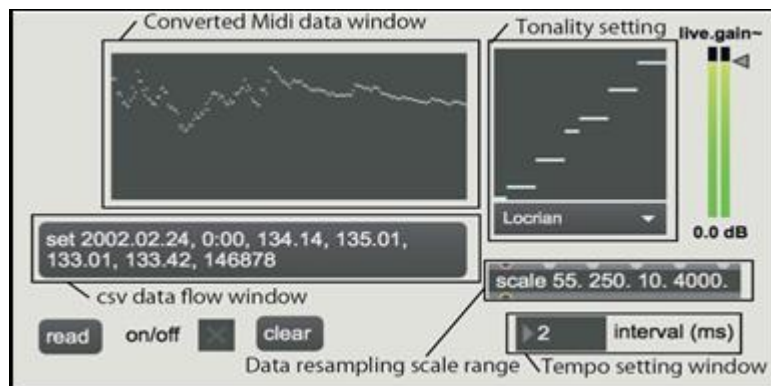 Converted Midi data window
Tonality setting
live.gain~
Locrian
0.0 dB
set 2002.02.24, 0:00, 134.14, 135.01,
133.01, 133.42, 146878
scale 55. 250. 10. 4000.
csv data flow window
read
on/off
clear
2
interval (ms)
Data resampling scale range
Tempo setting window